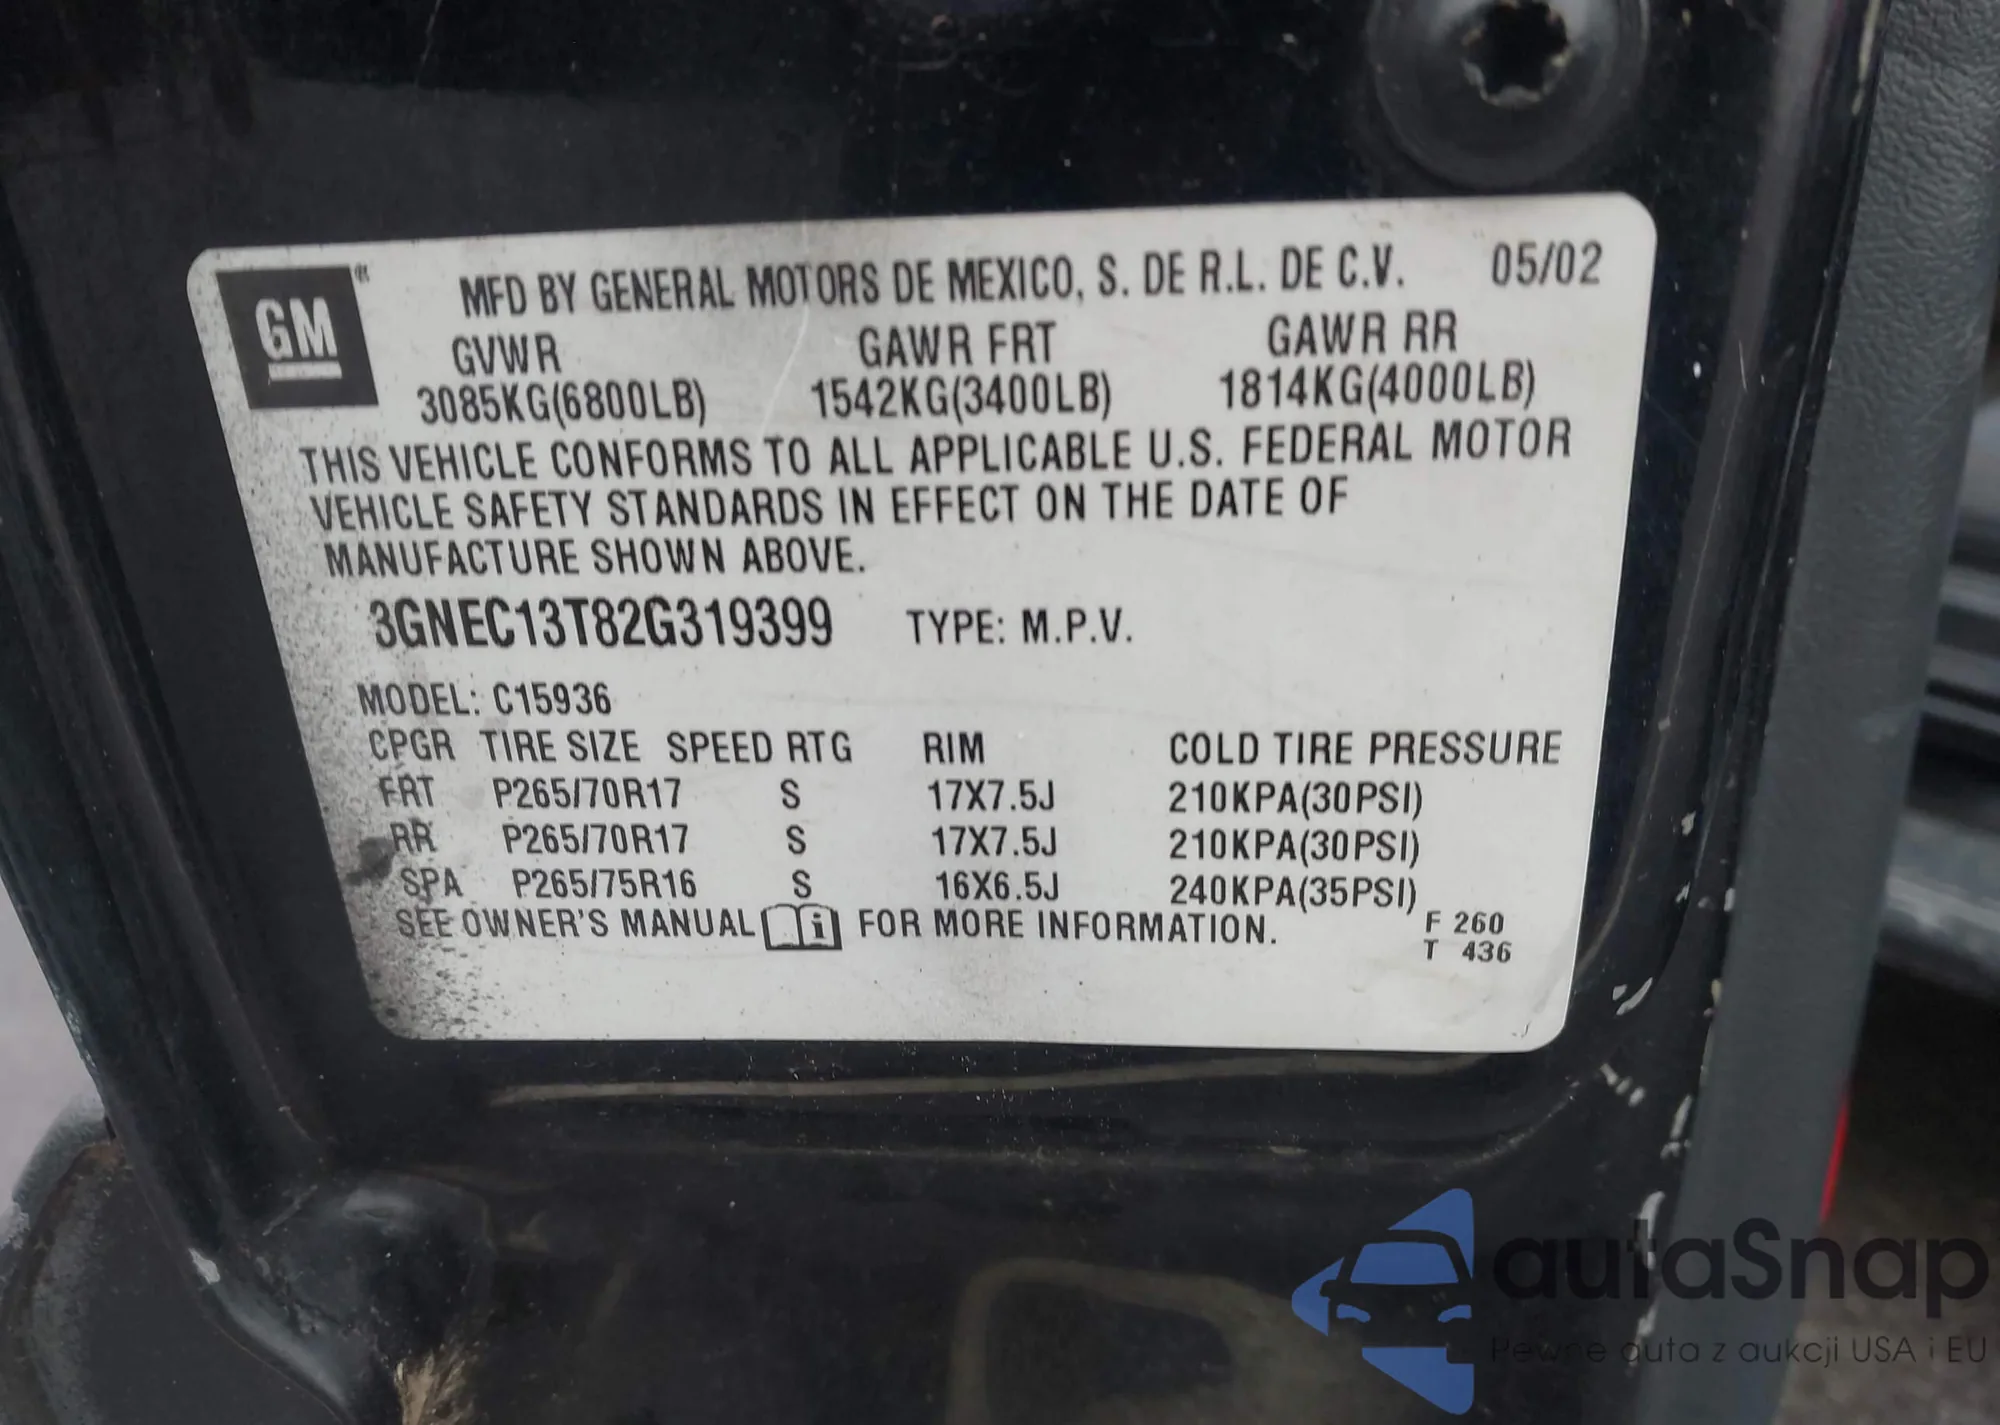 GM®
MFD BY GENERAL MOTORS DE MEXICO, S. DE R.L. DE C.V. 05/02
GVWR GAWR FRT GAWR RR
3085KG(6800LB) 1542KG(3400LB) 1814KG(4000LB)
THIS VEHICLE CONFORMS TO ALL APPLICABLE U.S. FEDERAL MOTOR
VEHICLE SAFETY STANDARDS IN EFFECT ON THE DATE OF
MANUFACTURE SHOWN ABOVE.
3GNEC13T82G319399 TYPE: M.P.V.
MODEL: C15936
CPGR TIRE SIZE SPEED RTG RIM COLD TIRE PRESSURE
FRT P265/70R17 S 17X7.5J 210KPA(30PSI)
RR P265/70R17 S 17X7.5J 210KPA(30PSI)
SPA P265/75R16 S 16X6.5J 240KPA(35PSI)
SEE OWNER'S MANUAL i FOR MORE INFORMATION.
F 260
T 436
autaSnap
Pewne auta z aukcji USA i EU